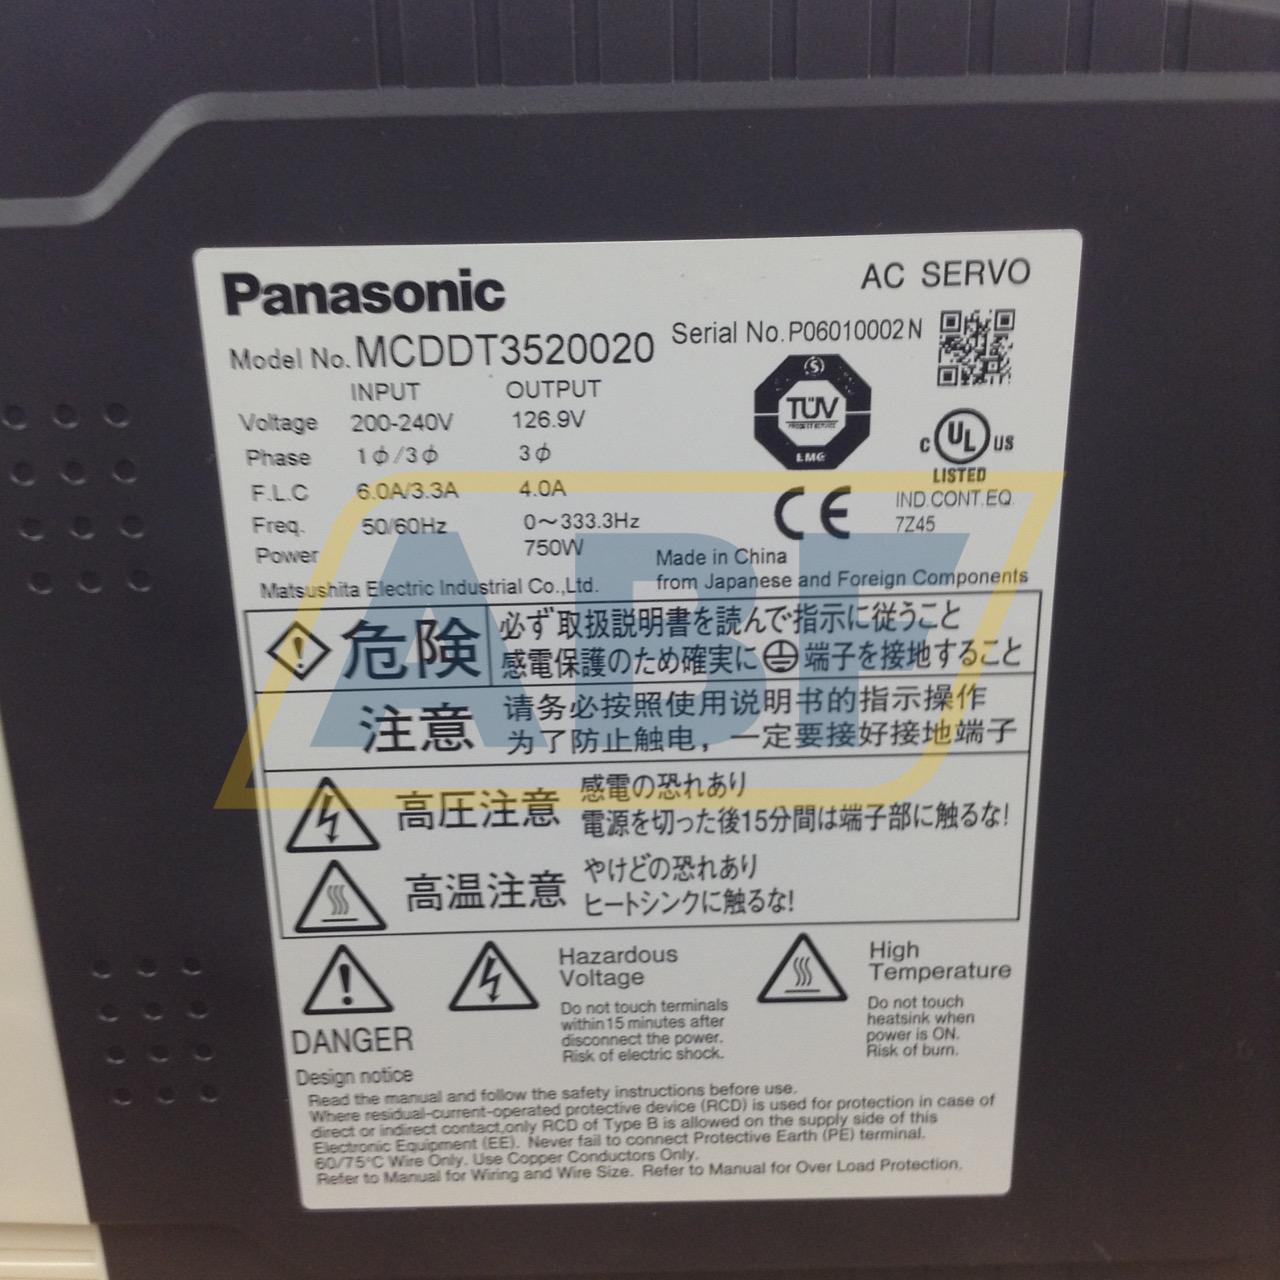 Panasonic
AC SERVO
Model No. MCDDT3520020
Serial No. P06010002N
INPUT OUTPUT
Voltage 200-240V 126.9V
Phase 1ϕ/3ϕ 3ϕ
F.L.C 6.0A/3.3A 4.0A
Freq. 50/60Hz 0～333.3Hz
Power 750W
TÜV
PRODUCT SERVICE
EMC
C UL US
LISTED
CE
IND.CONT.EQ.
7Z45
Made in China
from Japanese and Foreign Components
Matsushita Electric Industrial Co.,Ltd.
ABF
危険
必ず取扱説明書を読んで指示に従うこと
感電保護のため確実に⏚端子を接地すること
注意
请务必按照使用说明书的指示操作
为了防止触电，一定要接好接地端子
高圧注意
感電の恐れあり
電源を切った後15分間は端子部に触るな!
高温注意
やけどの恐れあり
ヒートシンクに触るな!
DANGER
Hazardous
Voltage
Do not touch terminals
within 15 minutes after
disconnect the power.
Risk of electric shock.
High
Temperature
Do not touch
heatsink when
power is ON.
Risk of burn.
Design notice
Read the manual and follow the safety instructions before use.
Where residual-current-operated protective device (RCD) is used for protection in case of
direct or indirect contact,only RCD of Type B is allowed on the supply side of this
Electronic Equipment (EE). Never fail to connect Protective Earth (PE) terminal.
60/75°C Wire Only. Use Copper Conductors Only.
Refer to Manual for Wiring and Wire Size. Refer to Manual for Over Load Protection.